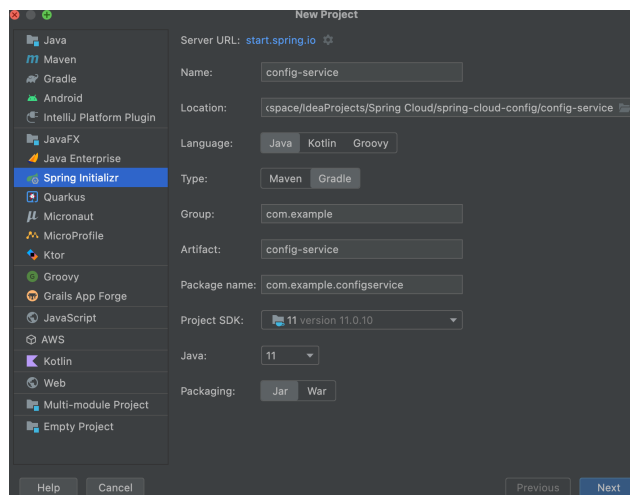 New Project
Java
Maven
Gradle
Android
IntelliJ Platform Plugin
JavaFX
Java Enterprise
Spring Initializr
Quarkus
Micronaut
MicroProfile
Ktor
Groovy
Grails App Forge
JavaScript
AWS
Kotlin
Web
Multi-module Project
Empty Project
Server URL: start.spring.io
Name: config-service
Location: space/IdeaProjects/Spring Cloud/spring-cloud-config/config-service
Language: Java Kotlin Groovy
Type: Maven Gradle
Group: com.example
Artifact: config-service
Package name: com.example.configservice
Project SDK: 11 version 11.0.10
Java: 11
Packaging: Jar War
Help Cancel Previous Next